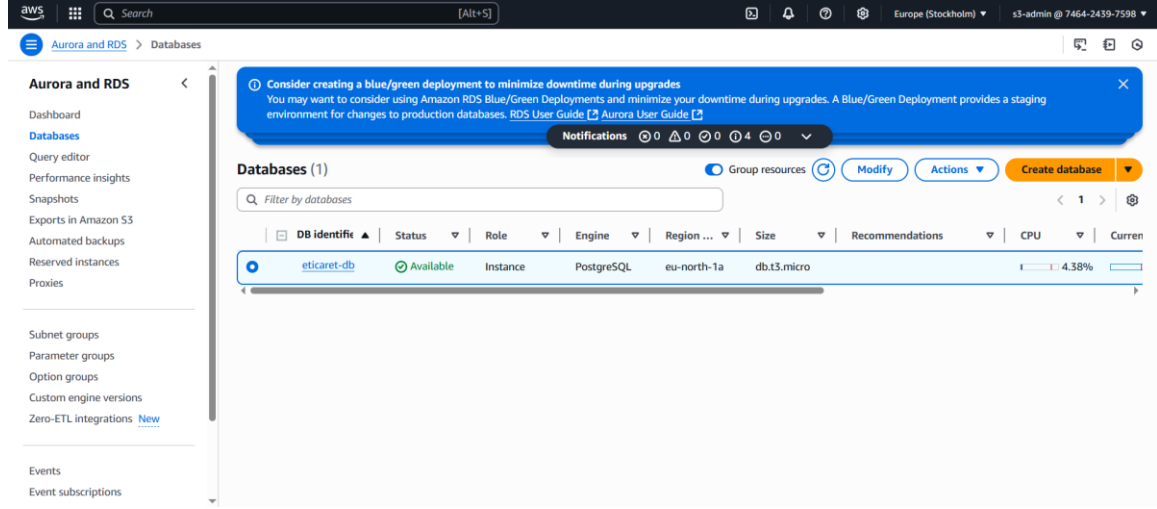 aws
Search [Alt+S]
Europe (Stockholm) ▼ s3-admin @ 7464-2439-7598 ▼
Aurora and RDS > Databases
Aurora and RDS
Dashboard
Databases
Query editor
Performance insights
Snapshots
Exports in Amazon S3
Automated backups
Reserved instances
Proxies
Subnet groups
Parameter groups
Option groups
Custom engine versions
Zero-ETL integrations New
Events
Event subscriptions
Consider creating a blue/green deployment to minimize downtime during upgrades
You may want to consider using Amazon RDS Blue/Green Deployments and minimize your downtime during upgrades. A Blue/Green Deployment provides a staging
environment for changes to production databases. RDS User Guide Aurora User Guide
Notifications 0 0 0 4 0
Databases (1)
Group resources Modify Actions ▼ Create database ▼
Filter by databases
< 1 >
DB identifie ▲ Status Role Engine Region ... Size Recommendations CPU Curren
eticaret-db Available Instance PostgreSQL eu-north-1a db.t3.micro 4.38%